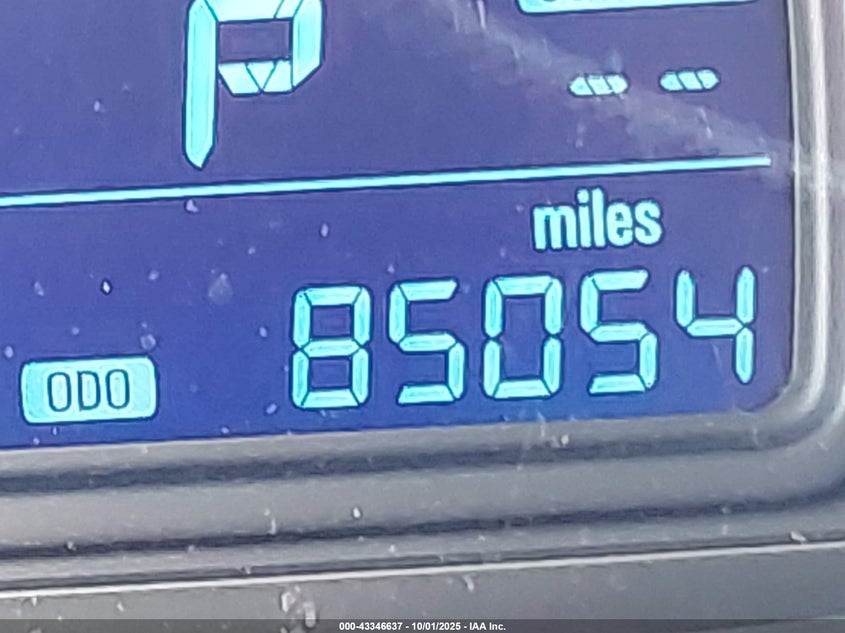 P
-- --
miles
ODO 85054
000-43346637 - 10/01/2025 - IAA Inc.